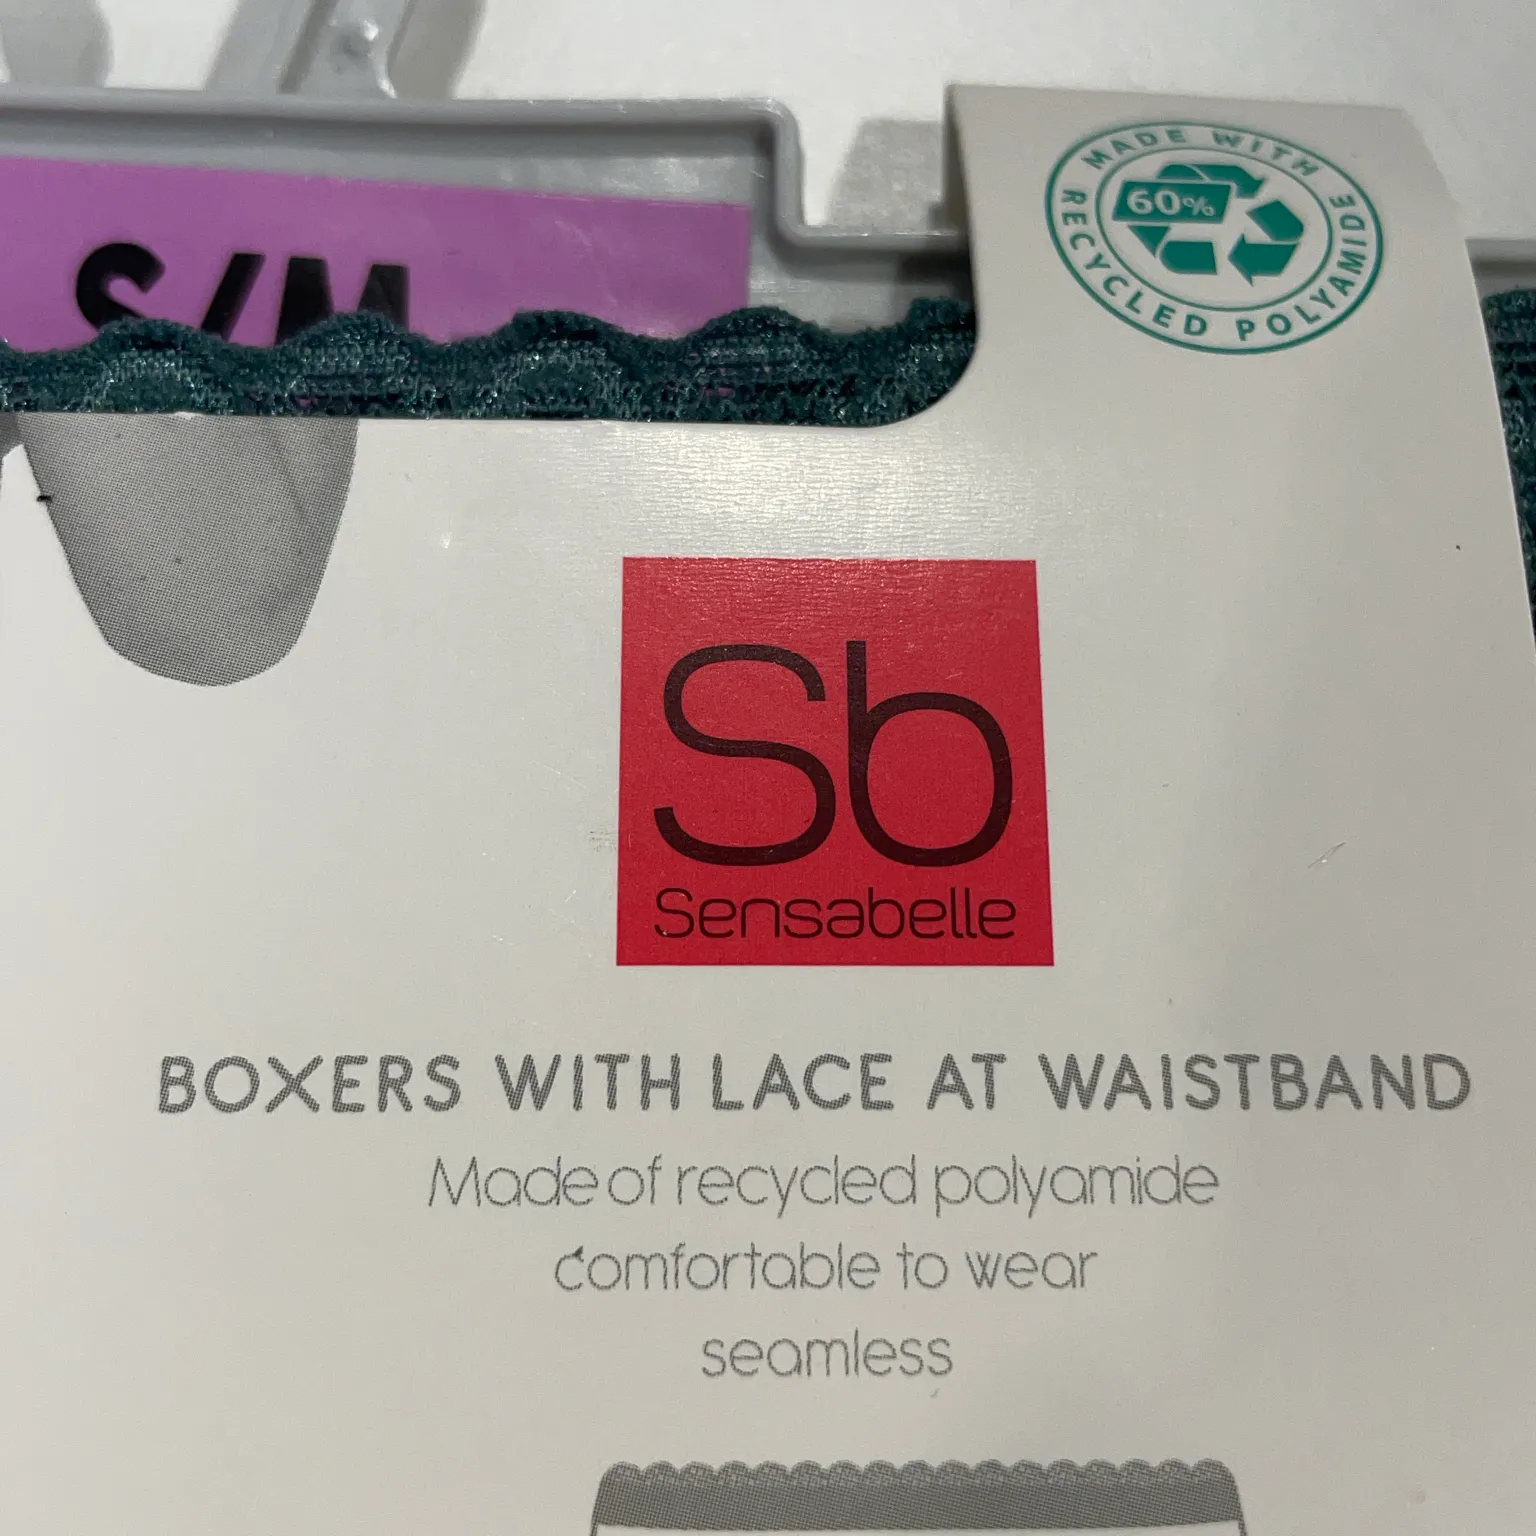 S/M
MADE WITH
60%
RECYCLED POLYAMIDE
Sb
Sensabelle
BOXERS WITH LACE AT WAISTBAND
Made of recycled polyamide
comfortable to wear
seamless